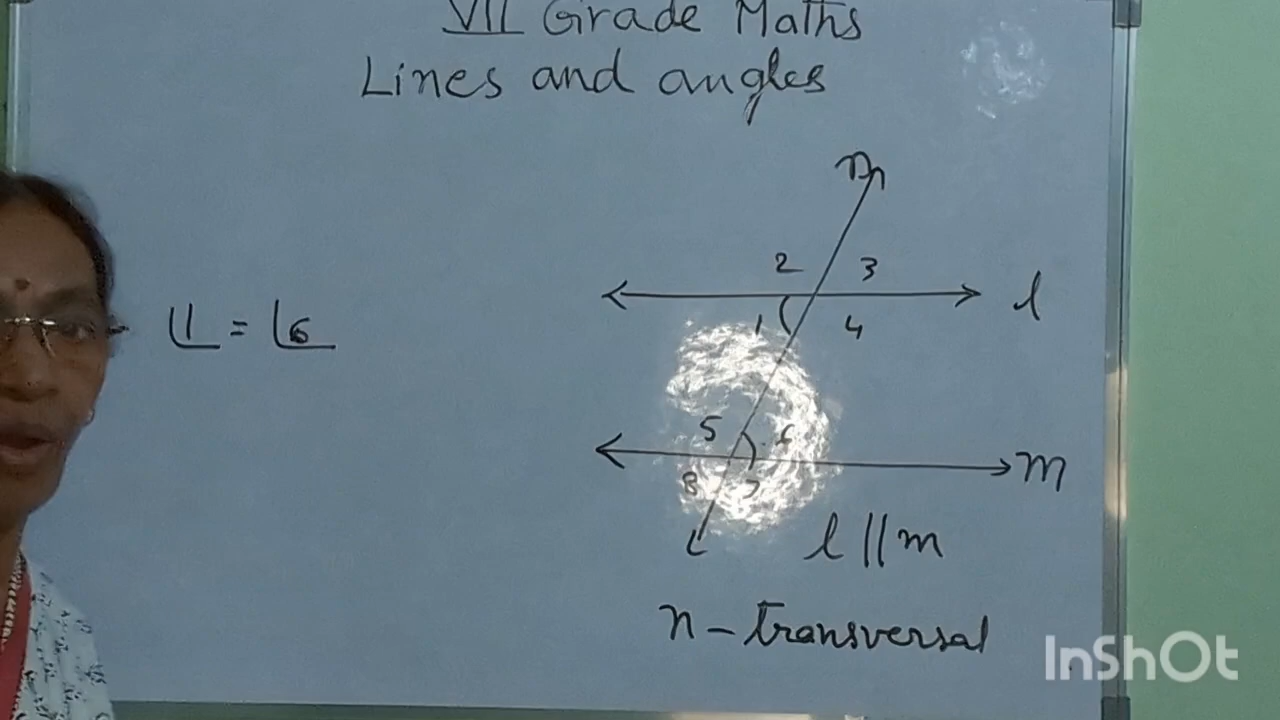 VII Grade Maths
Lines and angles
n
2 3
l
1 4
∠1 = ∠6
5 6
m
8 7
l || m
n - transversal
InShOt